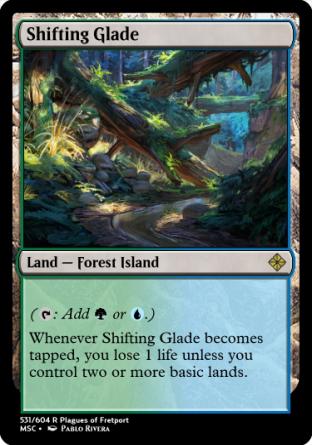 Shifting Glade
Land — Forest Island
( : Add or .)
Whenever Shifting Glade becomes
tapped, you lose 1 life unless you
control two or more basic lands.
531/604 R Plagues of Fretport
MSC • Pablo Rivera